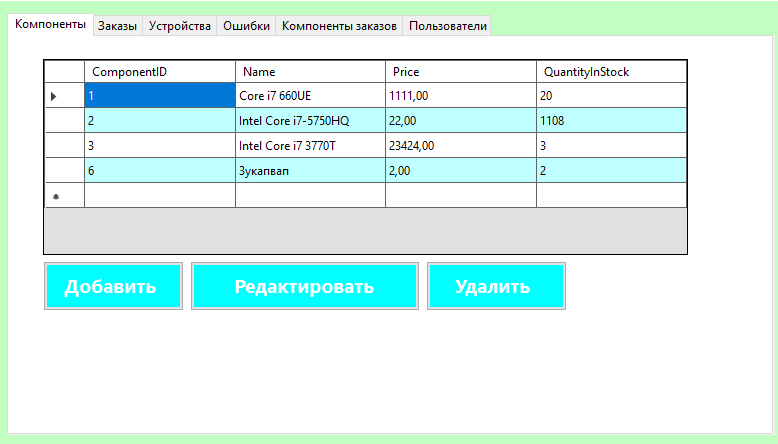 Компоненты Заказы Устройства Ошибки Компоненты заказов Пользователи
ComponentID Name Price QuantityInStock
1 Core i7 660UE 1111,00 20
2 Intel Core i7-5750HQ 22,00 1108
3 Intel Core i7 3770T 23424,00 3
6 Зукапвап 2,00 2
Добавить Редактировать Удалить